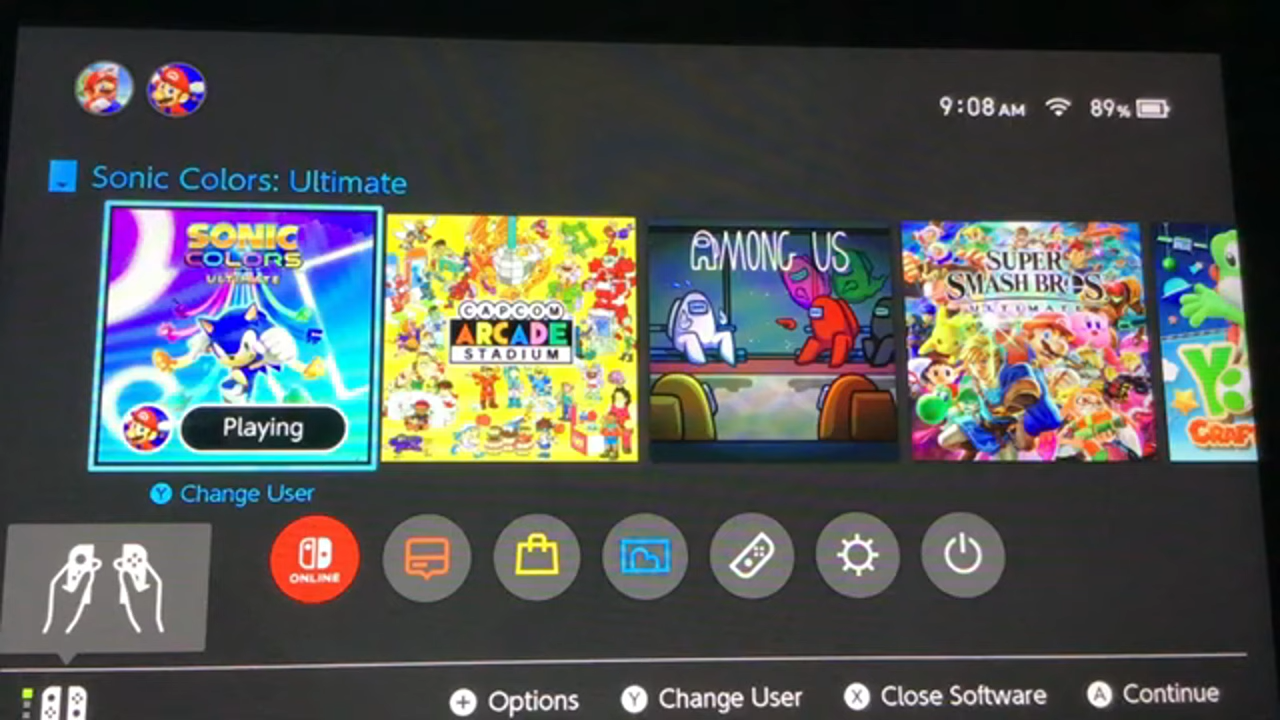 9:08 AM 89%
Sonic Colors: Ultimate
SONIC
COLORS
ULTIMATE
Playing
CAPCOM
ARCADE
STADIUM
AMONG US
SUPER
SMASH BROS.
ULTIMATE
Y
CRAF
Y Change User
ONLINE
+ Options Y Change User X Close Software A Continue